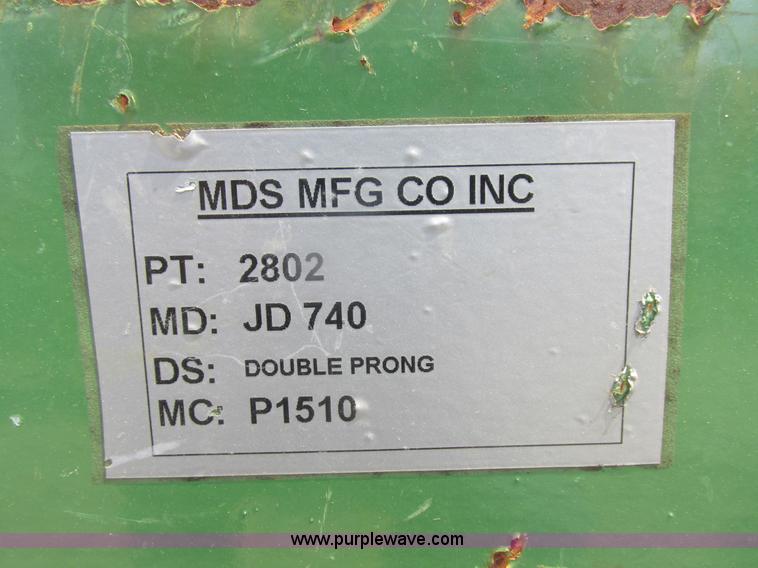 MDS MFG CO INC
PT: 2802
MD: JD 740
DS: DOUBLE PRONG
MC: P1510
www.purplewave.com